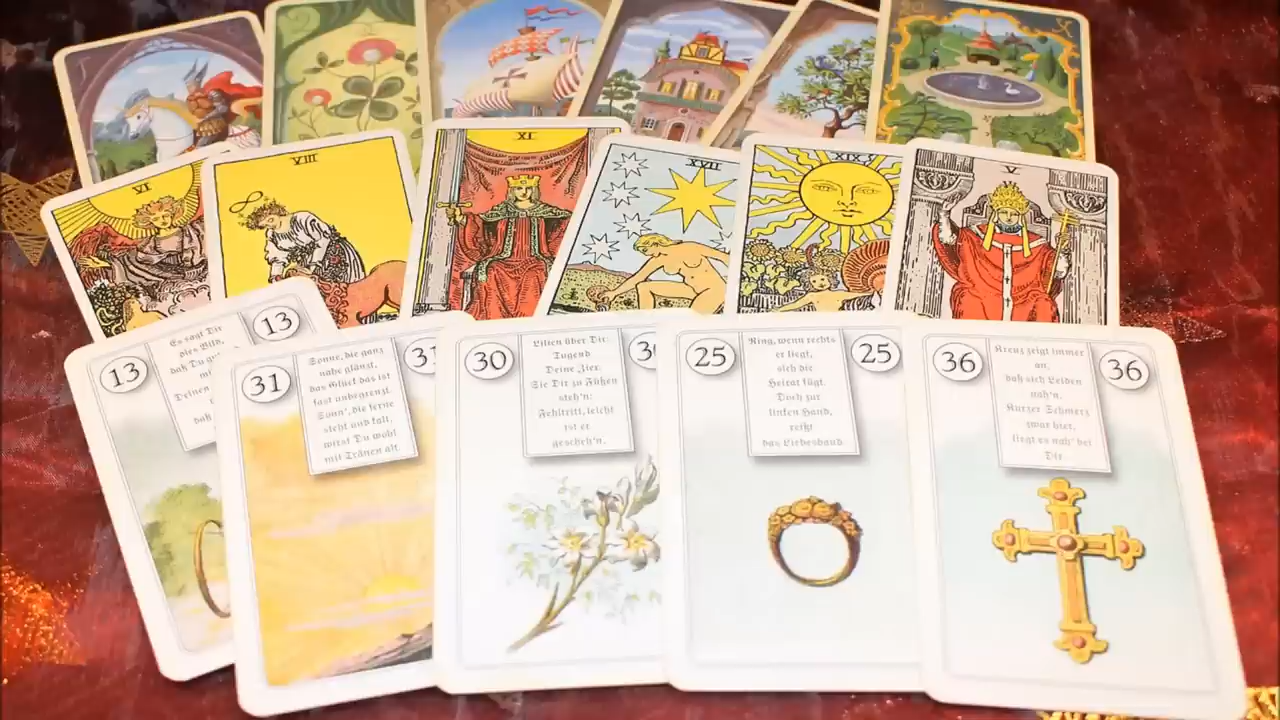 X
VI
VIII
XI
XVII
XIX
V
13
Es sagt Dir
dies Bild,
daß Du
Deinen
13
31
Sonne, die ganz
nahe glänzt,
das Glück das ist
fast unbegrenzt.
Sonn', die ferne
steht und kalt,
wirst Du wohl
mit Tränen alt.
31
30
Lilien über Dir:
Tugend
Deine Zier.
Sie Dir zu Füßen
steh'n:
Fehltritt leicht
ist er
gescheh'n.
25
Ring, wenn rechts
er liegt,
sich die
Heirat fügt.
Doch zur
linken Hand,
reißt
das Liebesband.
25
36
Kreuz zeigt immer
an,
daß sich Leiden
nah'n.
Kurzer Schmerz
zwar hier,
liegt es nah' bei
Dir.
36